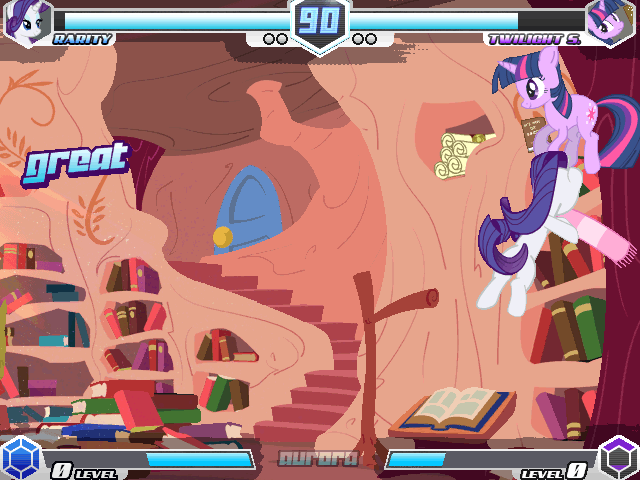 90
RARITY
TWILIGHT S.
great
0 LEVEL
aurora
LEVEL 0